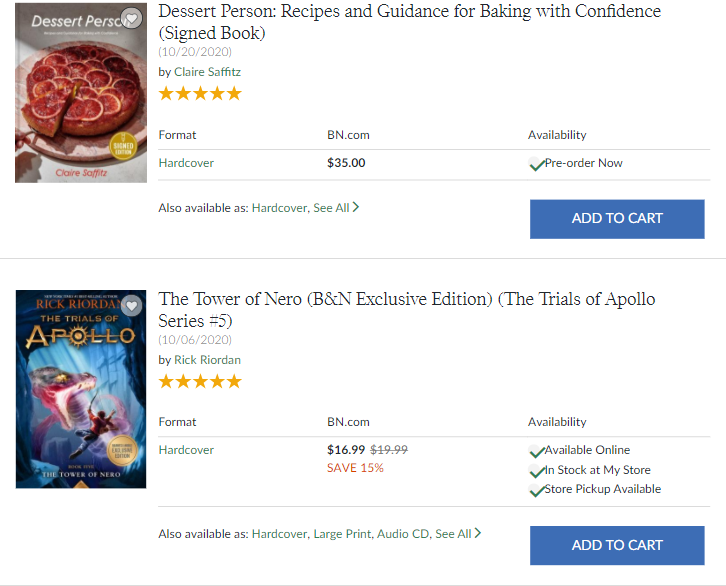 Dessert Person
Dessert Person: Recipes and Guidance for Baking with Confidence
(Signed Book)
(10/20/2020)
by Claire Saffitz
Format BN.com Availability
Hardcover $35.00 Pre-order Now
SIGNED
EDITION
Claire Saffitz
Also available as: Hardcover, See All
ADD TO CART
RICK RIORDAN
THE TRIALS OF
APOLLO
The Tower of Nero (B&N Exclusive Edition) (The Trials of Apollo
Series #5)
(10/06/2020)
by Rick Riordan
Format BN.com Availability
Hardcover $16.99 $19.99 Available Online
SAVE 15% In Stock at My Store
Store Pickup Available
EXCLUSIVE
EDITION
BOOK FIVE
THE TOWER OF NERO
Also available as: Hardcover, Large Print, Audio CD, See All
ADD TO CART